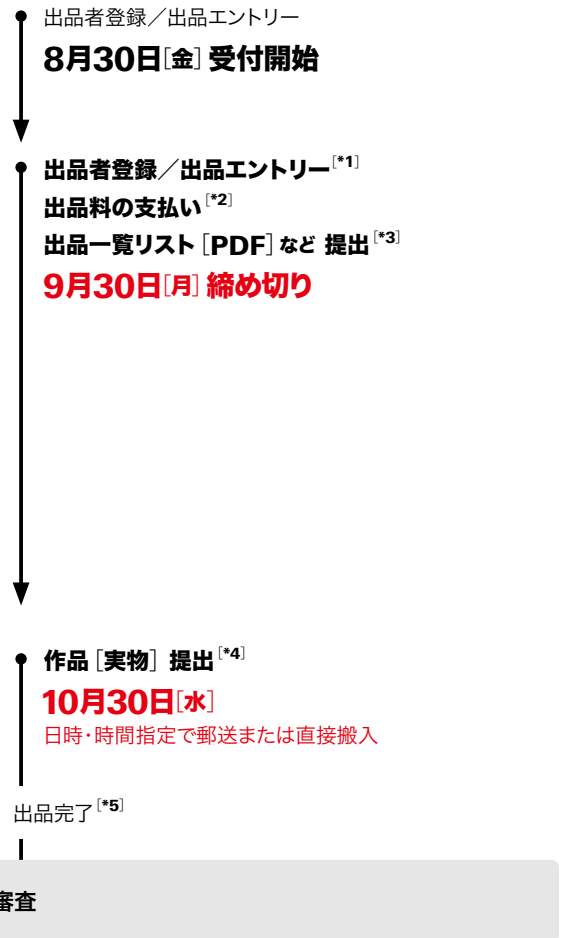 出品者登録／出品エントリー
8月30日[金] 受付開始
出品者登録／出品エントリー[*1]
出品料の支払い[*2]
出品一覧リスト[PDF]など 提出[*3]
9月30日[月] 締め切り
作品[実物] 提出[*4]
10月30日[水]
日時・時間指定で郵送または直接搬入
出品完了[*5]
審査